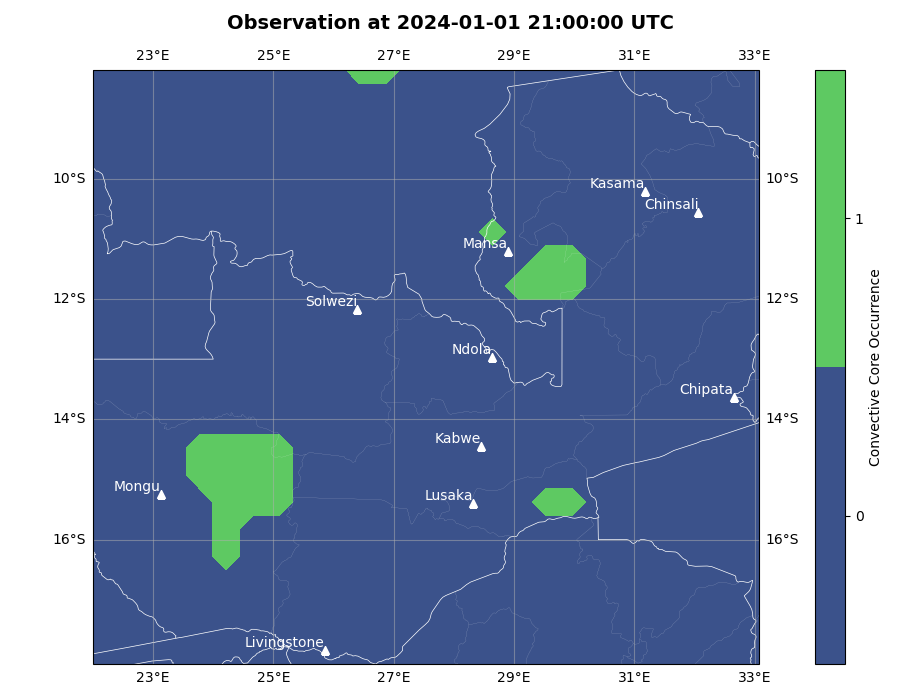 Observation at 2024-01-01 21:00:00 UTC
23°E 25°E 27°E 29°E 31°E 33°E
10°S 10°S
Kasama
Chinsali
Mansa
12°S 12°S
Solwezi
Ndola
Chipata
14°S 14°S
Kabwe
Mongu
Lusaka
16°S 16°S
Livingstone
23°E 25°E 27°E 29°E 31°E 33°E
1
0
Convective Core Occurrence